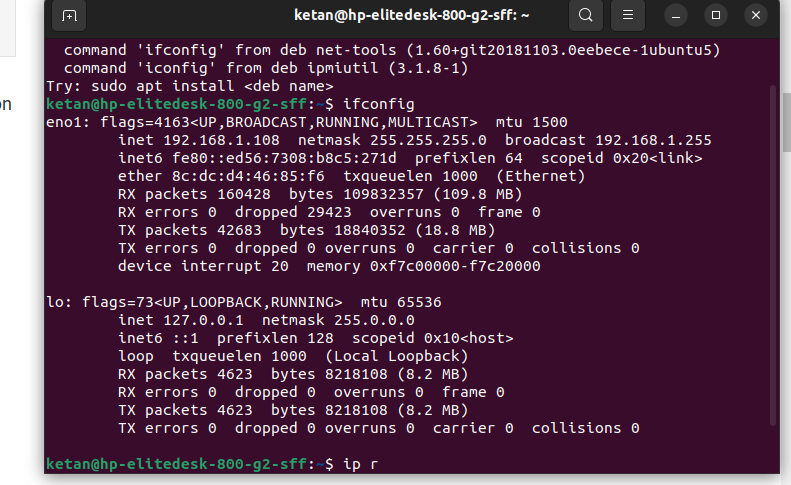 ketan@hp-elitedesk-800-g2-sff: ~
command 'ifconfig' from deb net-tools (1.60+git20181103.0eebece-1ubuntu5)
command 'iconfig' from deb ipmiutil (3.1.8-1)
Try: sudo apt install <deb name>
on
ketan@hp-elitedesk-800-g2-sff:~$ ifconfig
eno1: flags=4163<UP,BROADCAST,RUNNING,MULTICAST>  mtu 1500
inet 192.168.1.108  netmask 255.255.255.0  broadcast 192.168.1.255
inet6 fe80::ed56:7308:b8c5:271d  prefixlen 64  scopeid 0x20<link>
ether 8c:dc:d4:46:85:f6  txqueuelen 1000  (Ethernet)
RX packets 160428  bytes 109832357 (109.8 MB)
RX errors 0  dropped 29423  overruns 0  frame 0
TX packets 42683  bytes 18840352 (18.8 MB)
TX errors 0  dropped 0 overruns 0  carrier 0  collisions 0
device interrupt 20  memory 0xf7c00000-f7c20000
lo: flags=73<UP,LOOPBACK,RUNNING>  mtu 65536
inet 127.0.0.1  netmask 255.0.0.0
inet6 ::1  prefixlen 128  scopeid 0x10<host>
loop  txqueuelen 1000  (Local Loopback)
RX packets 4623  bytes 8218108 (8.2 MB)
RX errors 0  dropped 0  overruns 0  frame 0
TX packets 4623  bytes 8218108 (8.2 MB)
TX errors 0  dropped 0 overruns 0  carrier 0  collisions 0
ketan@hp-elitedesk-800-g2-sff:~$ ip r